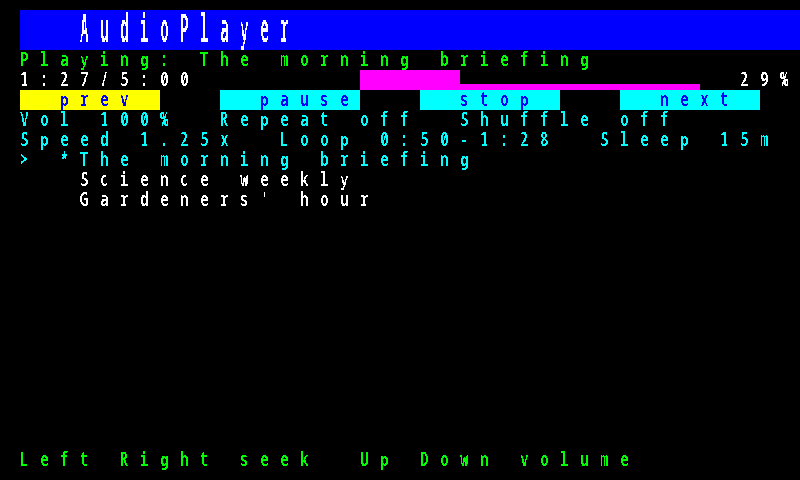 AudioPlayer
Playing: The morning briefing
1:27/5:00 29%
prev pause stop next
Vol 100% Repeat off Shuffle off
Speed 1.25x Loop 0:50-1:28 Sleep 15m
> *The morning briefing
Science weekly
Gardeners' hour
Left Right seek Up Down volume